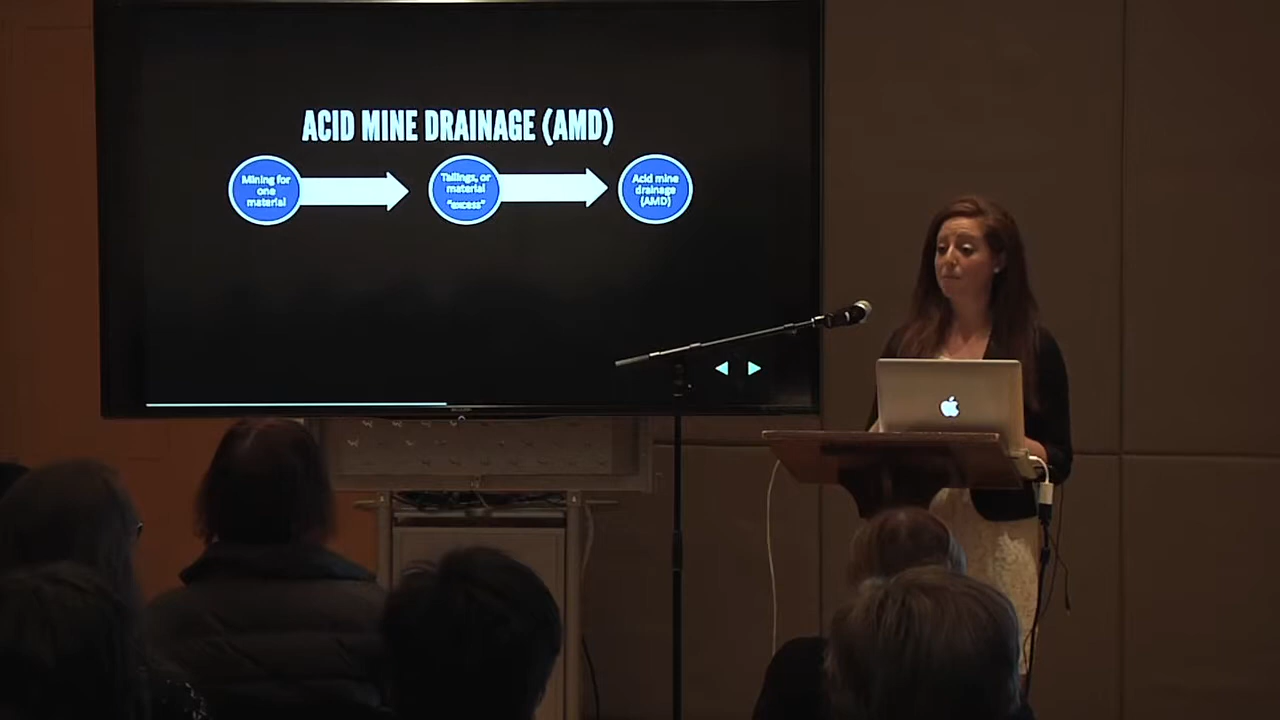 ACID MINE DRAINAGE (AMD)
Mining for
one
material
Tailings, or
material
"excess"
Acid mine
drainage
(AMD)